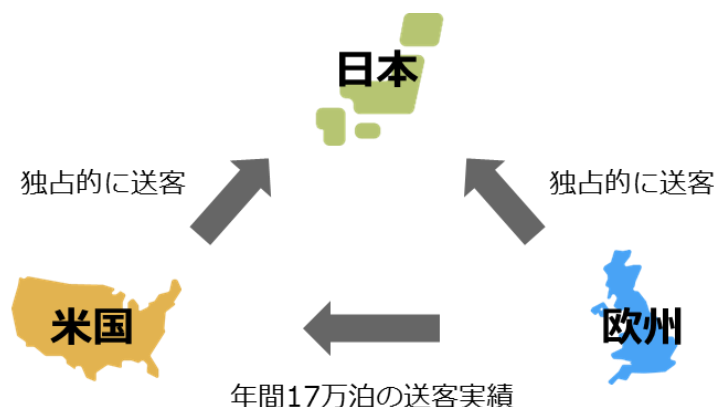 日本
独占的に送客
独占的に送客
米国
欧州
年間17万泊の送客実績